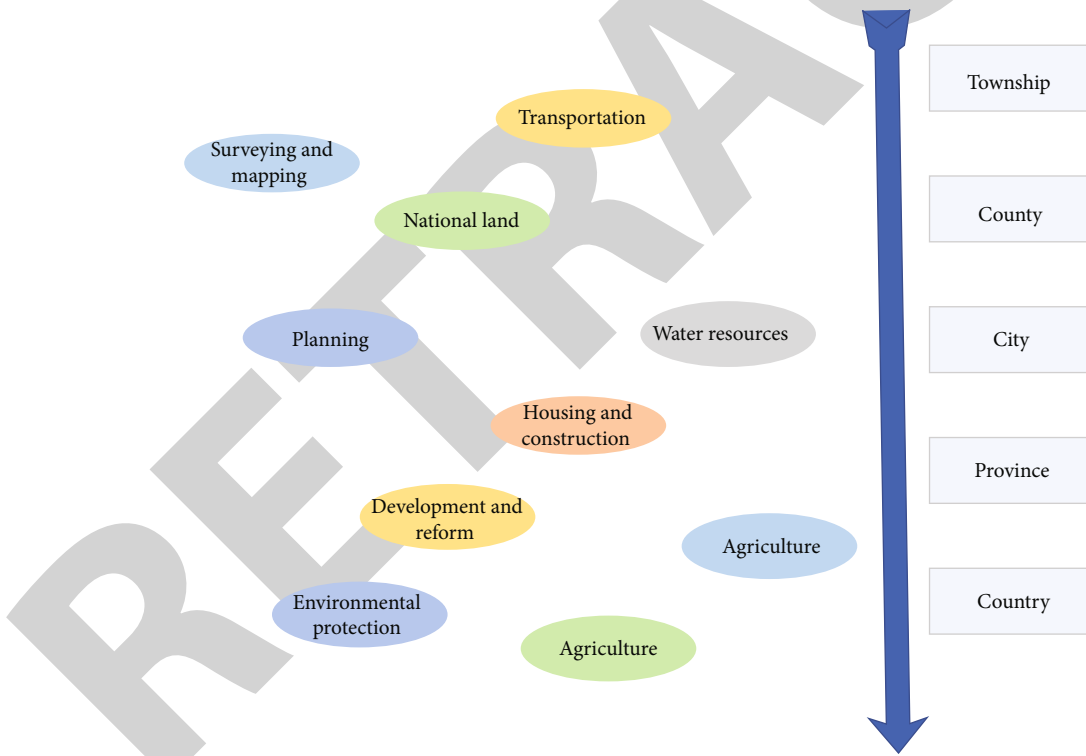 Township
Transportation
Surveying and
mapping
National land
County
Planning
Water resources
City
Housing and
construction
Province
Development and
reform
Agriculture
Environmental
protection
Country
Agriculture
RETRAC